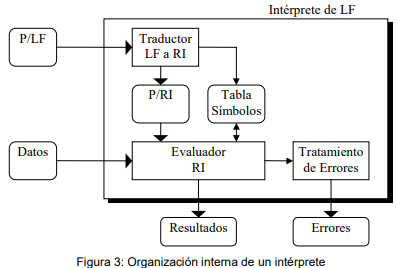 Intérprete de LF
P/LF
Traductor
LF a RI
P/RI
Tabla
Símbolos
Datos
Evaluador
RI
Tratamiento
de Errores
Resultados
Errores
Figura 3: Organización interna de un intérprete